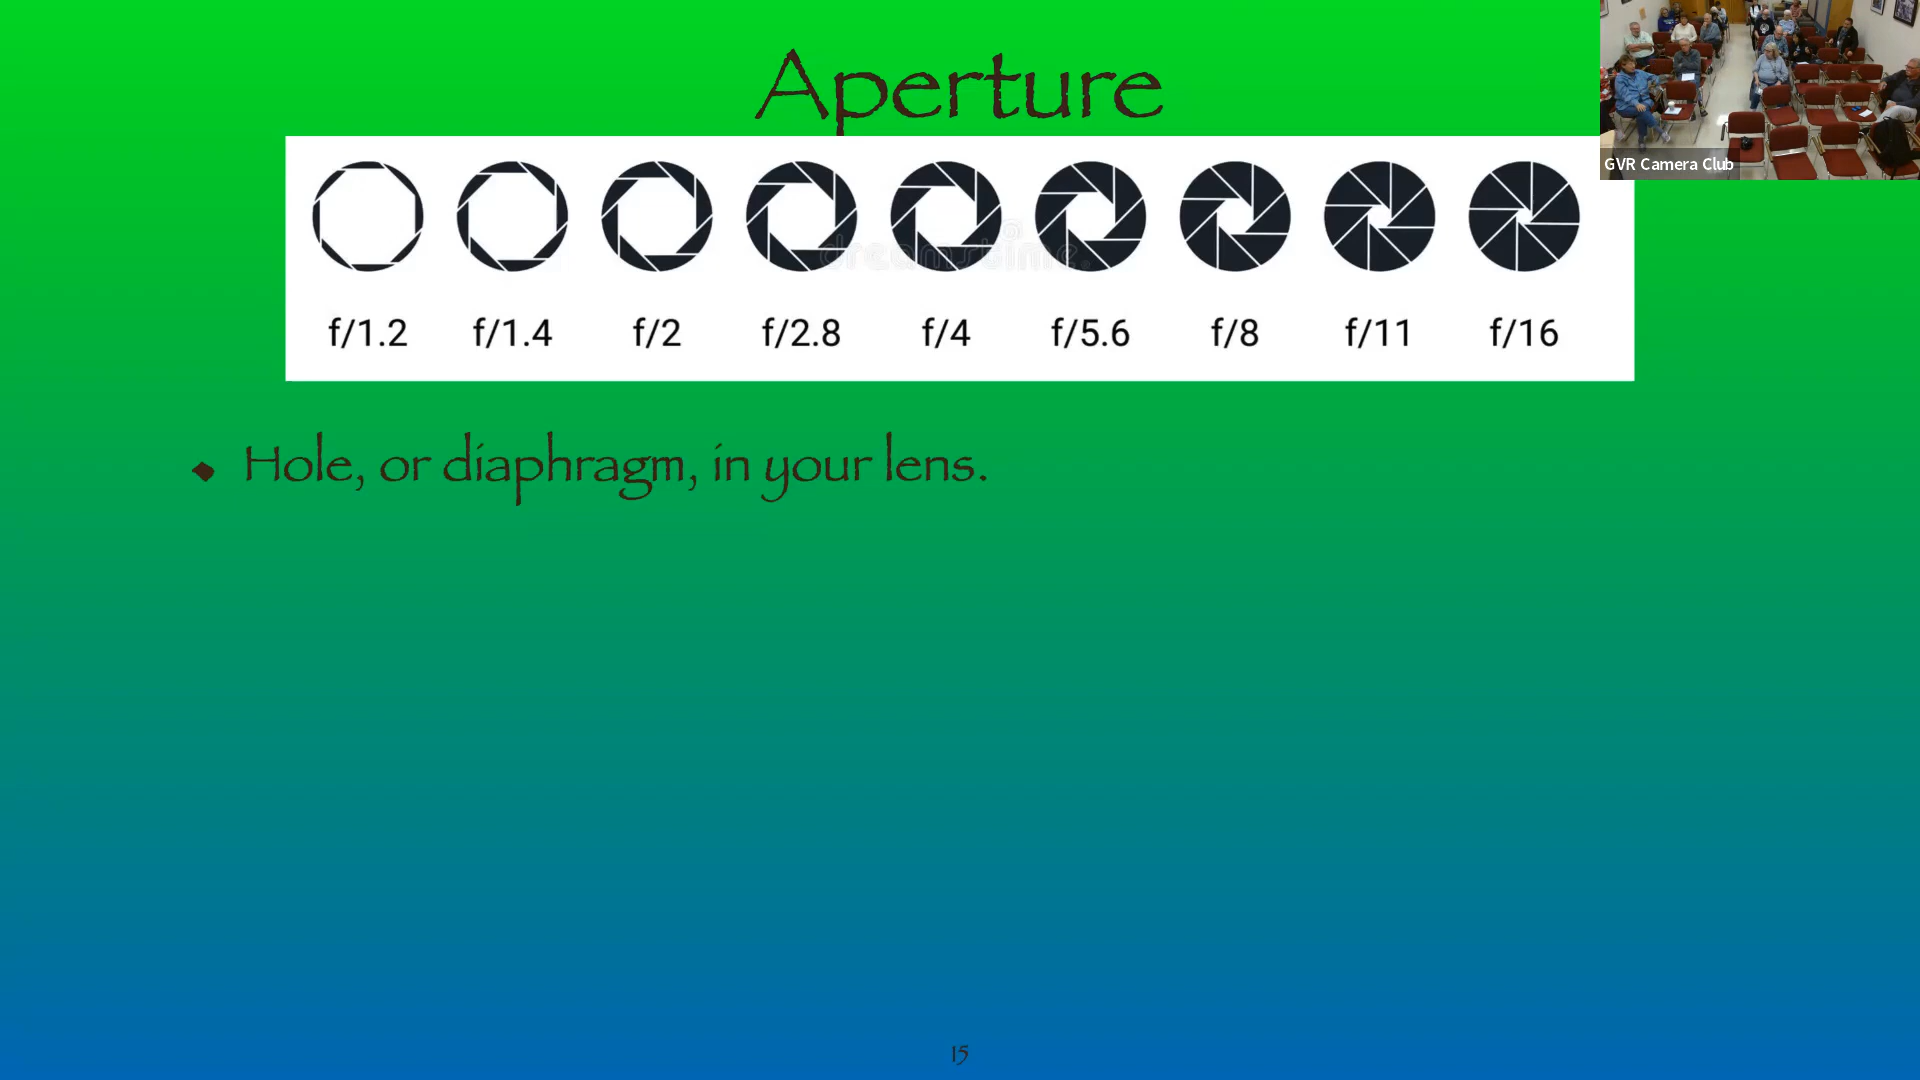 Aperture
GVR Camera Club
dreamstime.
f/1.2 f/1.4 f/2 f/2.8 f/4 f/5.6 f/8 f/11 f/16
Hole, or diaphragm, in your lens.
15